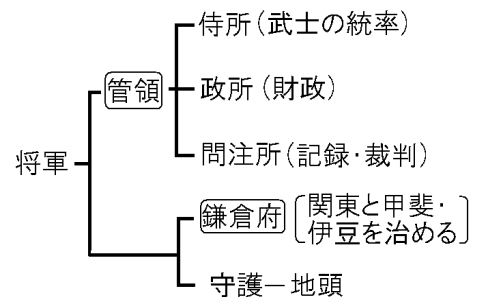 侍所(武士の統率)
管領
政所(財政)
問注所(記録・裁判)
将軍
鎌倉府
関東と甲斐・
伊豆を治める
守護―地頭